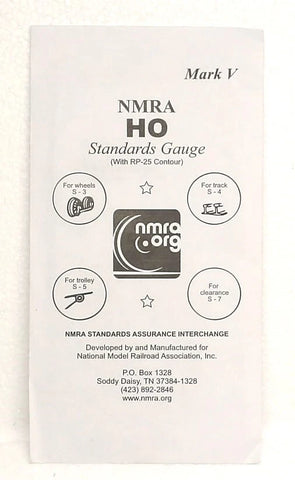 Mark V
NMRA
HO
Standards Gauge
(With RP-25 Contour)
For wheels
S - 3
For track
S - 4
nmra
.org
For trolley
S - 5
For
clearance
S - 7
NMRA STANDARDS ASSURANCE INTERCHANGE
Developed by and Manufactured for
National Model Railroad Association, Inc.
P.O. Box 1328
Soddy Daisy, TN 37384-1328
(423) 892-2846
www.nmra.org